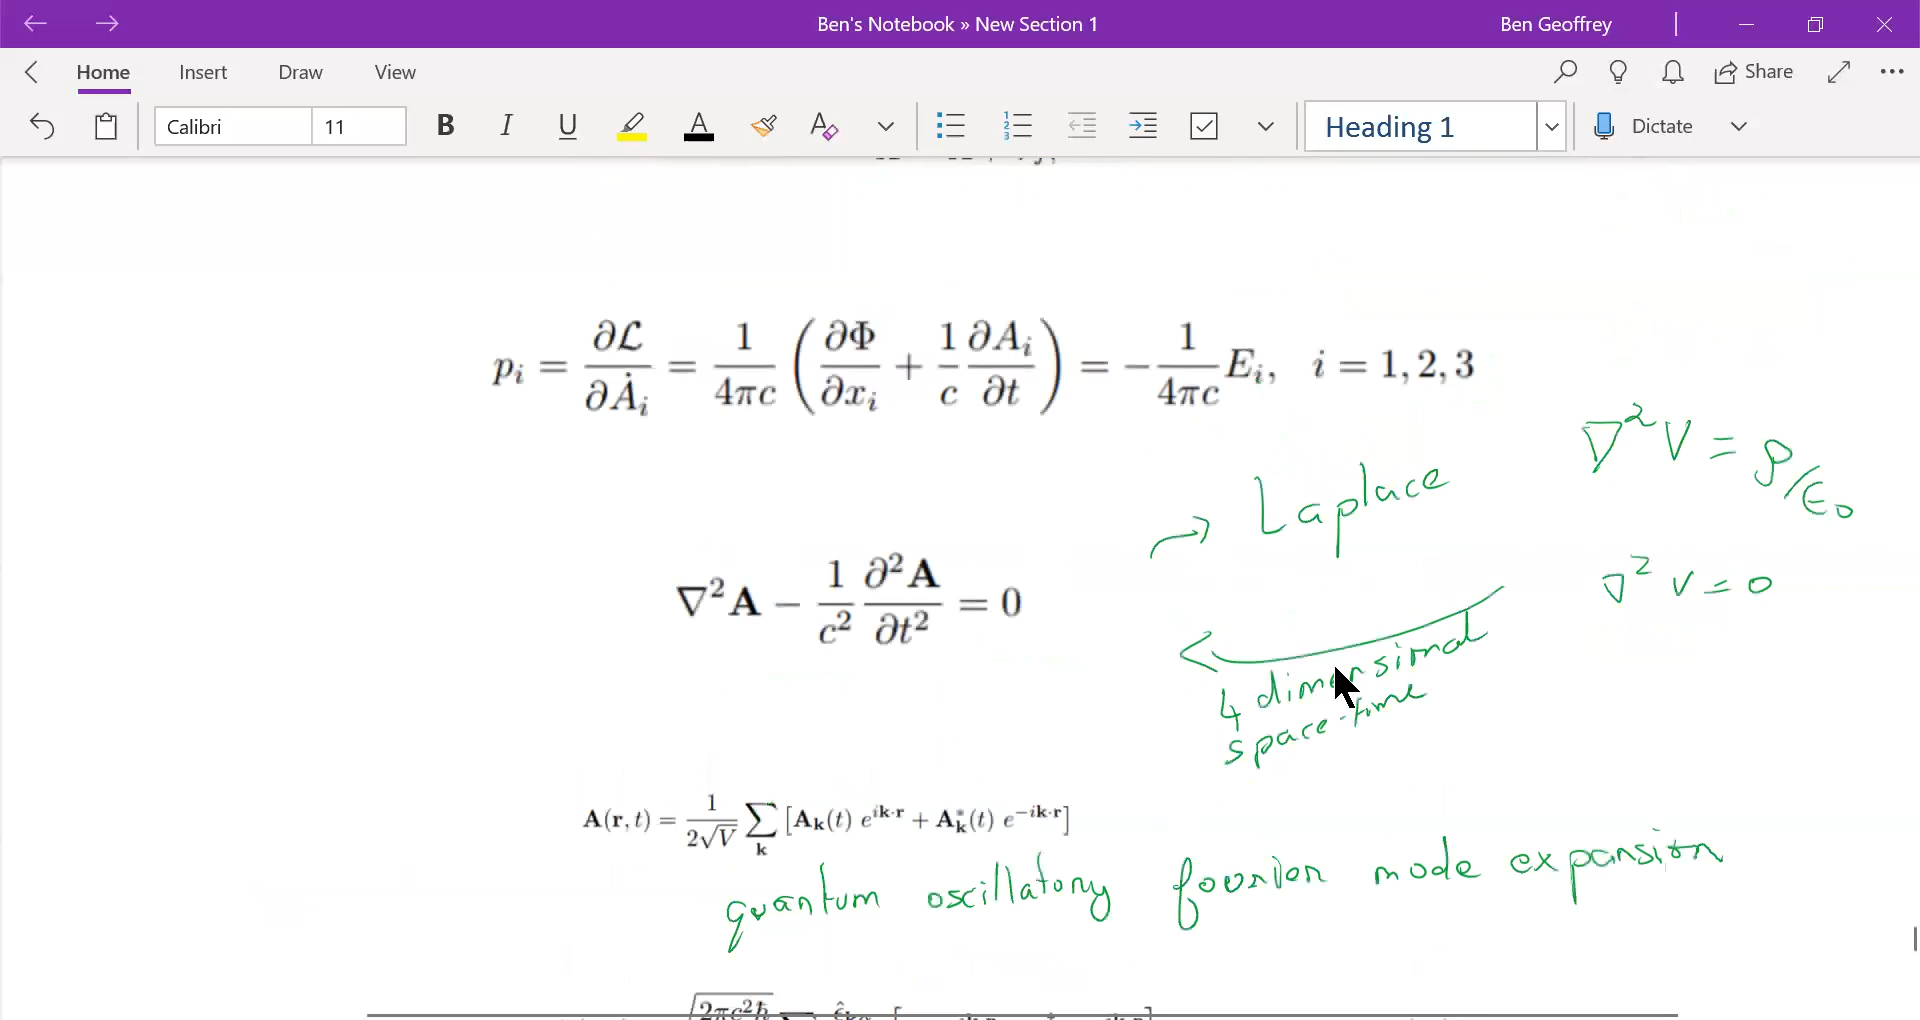 Ben's Notebook » New Section 1
Ben Geoffrey
Home Insert Draw View
Share
Calibri 11 B I U A A Heading 1 Dictate
p_i = ∂ℒ/∂Ȧ_i = 1/4πc (∂Φ/∂x_i + 1/c ∂A_i/∂t) = −1/4πc E_i, i = 1, 2, 3
∇²V = ρ/ε₀
→ Laplace
∇²A − 1/c² ∂²A/∂t² = 0
∇²V = 0
4 dimensional
space-time
A(r, t) = 1/2√V ∑_k [A_k(t) e^{ik·r} + A*_k(t) e^{−ik·r}]
quantum oscillatory fourier mode expansion